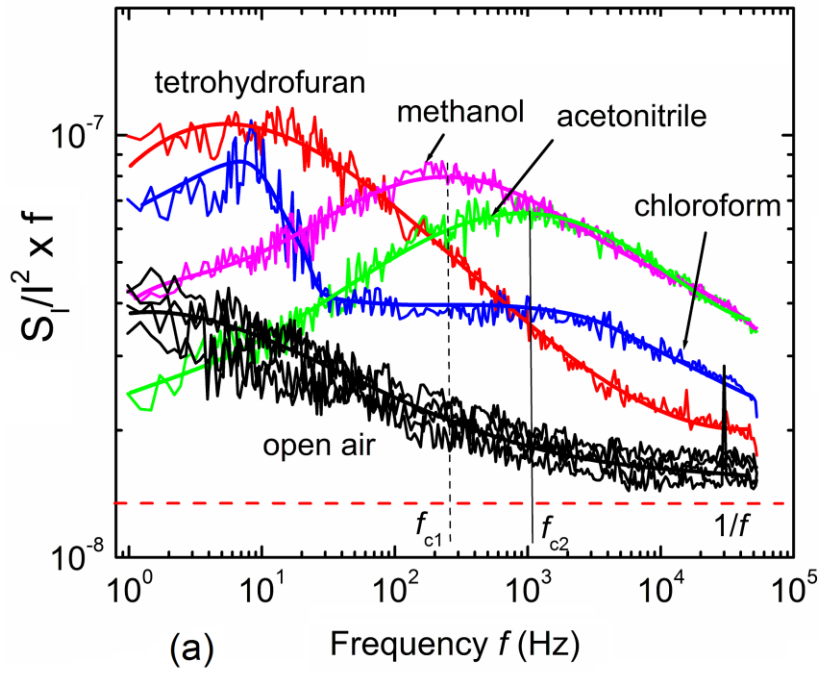 tetrohydrofuran
methanol
acetonitrile
chloroform
open air
f_c1
f_c2
1/f
10^-7
10^-8
S_I/I^2 x f
10^0 10^1 10^2 10^3 10^4 10^5
(a) Frequency f (Hz)